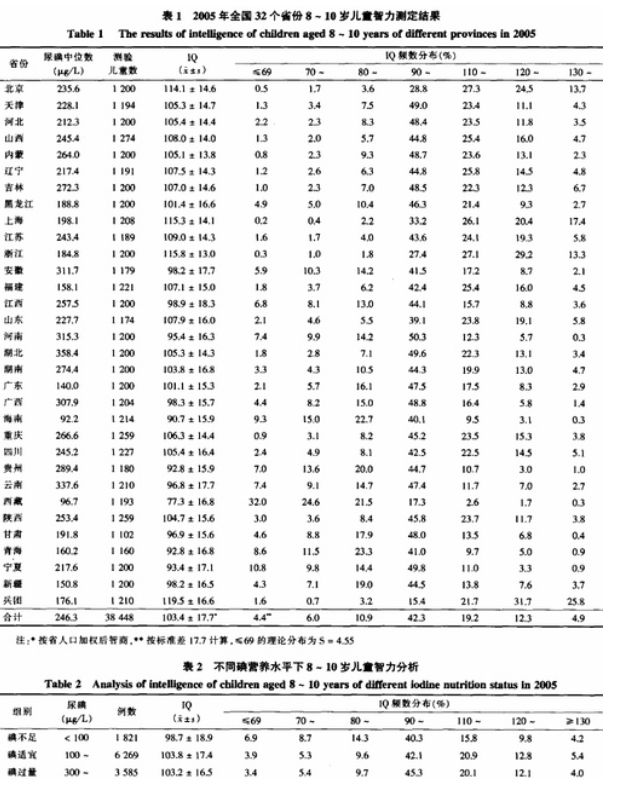 表 1 2005 年全国 32 个省份 8 ~ 10 岁儿童智力测定结果
Table 1 The results of intelligence of children aged 8 ~ 10 years of different provinces in 2005
省份 尿碘中位数 测验 IQ IQ 频数分布(%)
(μg/L) 儿童数 (x̄ ± s) ≤69 70 ~ 80 ~ 90 ~ 110 ~ 120 ~ 130 ~
北京 235.6 1 200 114.1 ± 14.6 0.5 1.7 3.6 28.8 27.3 24.5 13.7
天津 228.1 1 194 105.3 ± 14.7 1.3 3.4 7.5 49.0 23.4 11.1 4.3
河北 212.3 1 200 105.4 ± 14.4 2.2 2.3 8.3 48.4 23.5 11.8 3.5
山西 245.4 1 274 108.0 ± 14.0 1.3 2.0 5.7 44.8 25.4 16.0 4.7
内蒙 264.0 1 200 105.1 ± 13.8 0.8 2.3 9.3 48.7 23.6 13.1 2.3
辽宁 217.4 1 191 107.5 ± 14.3 1.2 2.6 6.3 44.8 25.8 14.5 4.8
吉林 272.3 1 200 107.0 ± 14.6 1.0 2.3 7.0 48.5 22.3 12.3 6.7
黑龙江 188.8 1 200 101.4 ± 16.6 4.9 5.0 10.4 46.3 21.4 9.3 2.7
上海 198.1 1 208 115.3 ± 14.1 0.2 0.4 2.2 33.2 26.1 20.4 17.4
江苏 243.4 1 189 109.0 ± 14.3 1.6 1.7 4.0 43.6 24.1 19.3 5.8
浙江 184.8 1 200 115.8 ± 13.0 0.3 1.0 1.8 27.4 27.1 29.2 13.3
安徽 311.7 1 179 98.2 ± 17.7 5.9 10.3 14.2 41.5 17.2 8.7 2.1
福建 158.1 1 221 107.1 ± 15.0 1.8 3.7 6.2 42.4 25.4 16.0 4.5
江西 257.5 1 200 98.9 ± 18.3 6.8 8.1 13.0 44.1 15.7 8.8 3.6
山东 227.7 1 174 107.9 ± 16.0 2.1 4.6 5.5 39.1 23.8 19.1 5.8
河南 315.3 1 200 95.4 ± 16.3 7.4 9.9 14.2 50.3 12.3 5.7 0.3
湖北 358.4 1 200 105.3 ± 14.3 1.8 2.8 7.1 49.6 22.3 13.1 3.4
湖南 274.4 1 200 103.8 ± 16.8 3.3 4.3 10.5 44.3 19.9 13.0 4.7
广东 140.0 1 200 101.1 ± 15.3 2.1 5.7 16.1 47.5 17.5 8.3 2.9
广西 307.9 1 204 98.3 ± 15.7 4.4 8.2 15.0 48.8 16.4 5.8 1.4
海南 92.2 1 214 90.7 ± 15.9 9.3 15.0 22.7 40.1 9.5 3.1 0.3
重庆 266.6 1 259 106.3 ± 14.4 0.9 3.1 8.2 45.2 23.5 15.3 3.8
四川 245.2 1 227 105.4 ± 16.4 2.4 4.9 8.1 42.5 22.5 14.5 5.1
贵州 289.4 1 180 92.8 ± 15.9 7.0 13.6 20.0 44.7 10.7 3.0 1.0
云南 337.6 1 210 96.8 ± 17.7 7.4 9.1 14.7 47.4 11.7 7.0 2.7
西藏 96.7 1 193 77.3 ± 16.8 32.0 24.6 21.5 17.3 2.6 1.7 0.3
陕西 253.4 1 259 104.7 ± 15.6 3.0 3.6 8.4 45.8 23.7 11.7 3.8
甘肃 191.8 1 102 96.9 ± 15.6 4.6 8.8 17.9 48.0 13.5 6.8 0.4
青海 160.2 1 160 92.8 ± 16.8 8.6 11.5 23.3 41.0 9.7 5.0 0.9
宁夏 217.6 1 200 93.4 ± 17.1 10.8 9.8 14.4 49.8 11.0 3.3 0.9
新疆 150.8 1 200 98.2 ± 16.5 4.3 7.1 19.0 44.5 13.8 7.6 3.7
兵团 176.1 1 210 119.5 ± 16.6 1.6 0.7 3.2 15.4 21.7 31.7 25.8
合计 246.3 38 448 103.4 ± 17.7* 4.4** 6.0 10.9 42.3 19.2 12.3 4.9
注:* 按省人口加权后智商,** 按标准差 17.7 计算,≤69 的理论分布为 S = 4.55
表 2 不同碘营养水平下 8 ~ 10 岁儿童智力分析
Table 2 Analysis of intelligence of children aged 8 ~ 10 years of different iodine nutrition status in 2005
组别 尿碘 例数 IQ IQ 频数分布(%)
(μg/L) (x̄ ± s) ≤69 70 ~ 80 ~ 90 ~ 110 ~ 120 ~ ≥130
碘不足 < 100 1 821 98.7 ± 18.9 6.9 8.7 14.3 40.3 15.8 9.8 4.2
碘适宜 100 ~ 6 269 103.8 ± 17.4 3.9 5.3 9.6 42.1 20.9 12.8 5.4
碘过量 300 ~ 3 585 103.2 ± 16.5 3.4 5.4 9.7 45.3 20.1 12.1 4.0